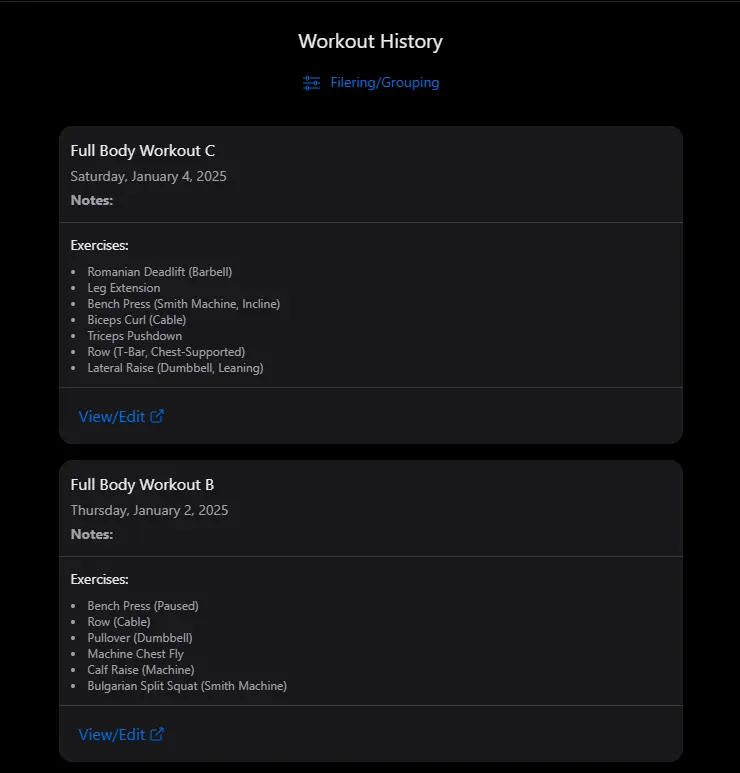 Workout History
Filering/Grouping
Full Body Workout C
Saturday, January 4, 2025
Notes:
Exercises:
Romanian Deadlift (Barbell)
Leg Extension
Bench Press (Smith Machine, Incline)
Biceps Curl (Cable)
Triceps Pushdown
Row (T-Bar, Chest-Supported)
Lateral Raise (Dumbbell, Leaning)
View/Edit
Full Body Workout B
Thursday, January 2, 2025
Notes:
Exercises:
Bench Press (Paused)
Row (Cable)
Pullover (Dumbbell)
Machine Chest Fly
Calf Raise (Machine)
Bulgarian Split Squat (Smith Machine)
View/Edit